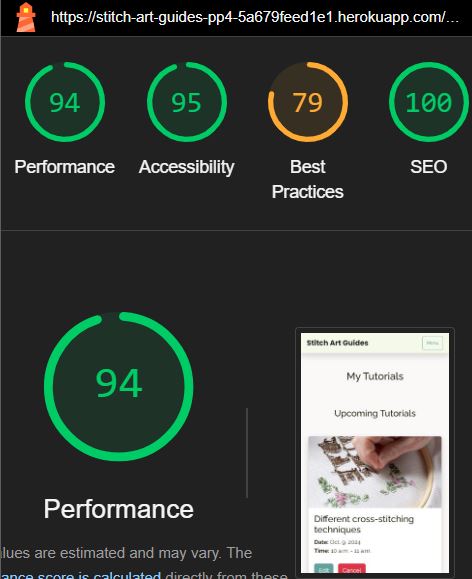 https://stitch-art-guides-pp4-5a679feed1e1.herokuapp.com/...
94
95
79
100
Performance
Accessibility
Best
Practices
SEO
94
Performance
lues are estimated and may vary. The
ance score is calculated directly from these
Stitch Art Guides
Menu
My Tutorials
Upcoming Tutorials
Different cross-stitching
techniques
Date: Oct. 9, 2024
Time: 10 a.m. - 11 a.m.
Edit
Cancel